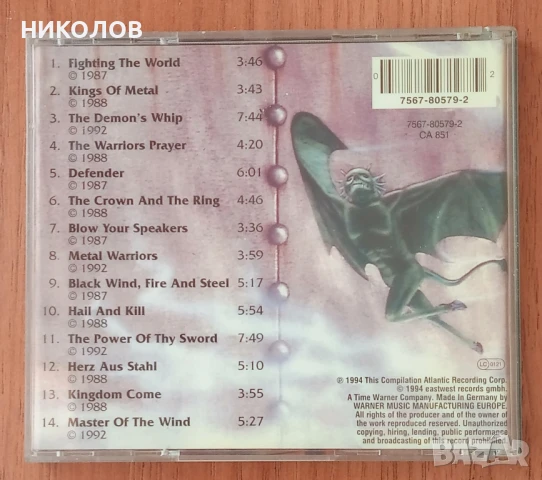 НИКОЛОВ
1. Fighting The World 3:46
© 1987
2. Kings Of Metal 3:43
© 1988
3. The Demon's Whip 7:44
© 1992
4. The Warriors Prayer 4:20
© 1988
5. Defender 6:01
© 1987
6. The Crown And The Ring 4:46
© 1988
7. Blow Your Speakers 3:36
© 1987
8. Metal Warriors 3:59
© 1992
9. Black Wind, Fire And Steel 5:17
© 1987
10. Hail And Kill 5:54
© 1988
11. The Power Of Thy Sword 7:49
© 1992
12. Herz Aus Stahl 5:10
© 1988
13. Kingdom Come 3:55
© 1988
14. Master Of The Wind 5:27
© 1992
0 2
7567-80579-2
7567-80579-2
CA 851
LC 0121
℗ 1994 This Compilation Atlantic Recording Corp.
© 1994 eastwest records gmbh.
A Time Warner Company. Made In Germany by
WARNER MUSIC MANUFACTURING EUROPE.
All rights of the producer and of the owner of
the work reproduced reserved. Unauthorized
copying, hiring, lending, public performance
and broadcasting of this record prohibited.
BAZAR